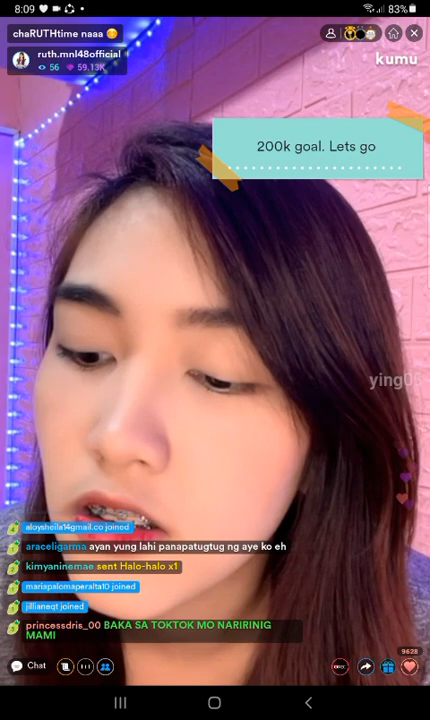 8:09
83%
chaRUTHtime naaa
ruth.mnl48official
56 59.13K
kumu
200k goal. Lets go
ying0
aloysheila14gmail.co joined
araceligarma ayan yung lahi panapatugtug ng aye ko eh
kimyaninemae sent Halo-halo x1
mariapalomaperalta10 joined
jillianeqt joined
princessdris_00 BAKA SA TOKTOK MO NARIRINIG
MAMI
9628
Chat